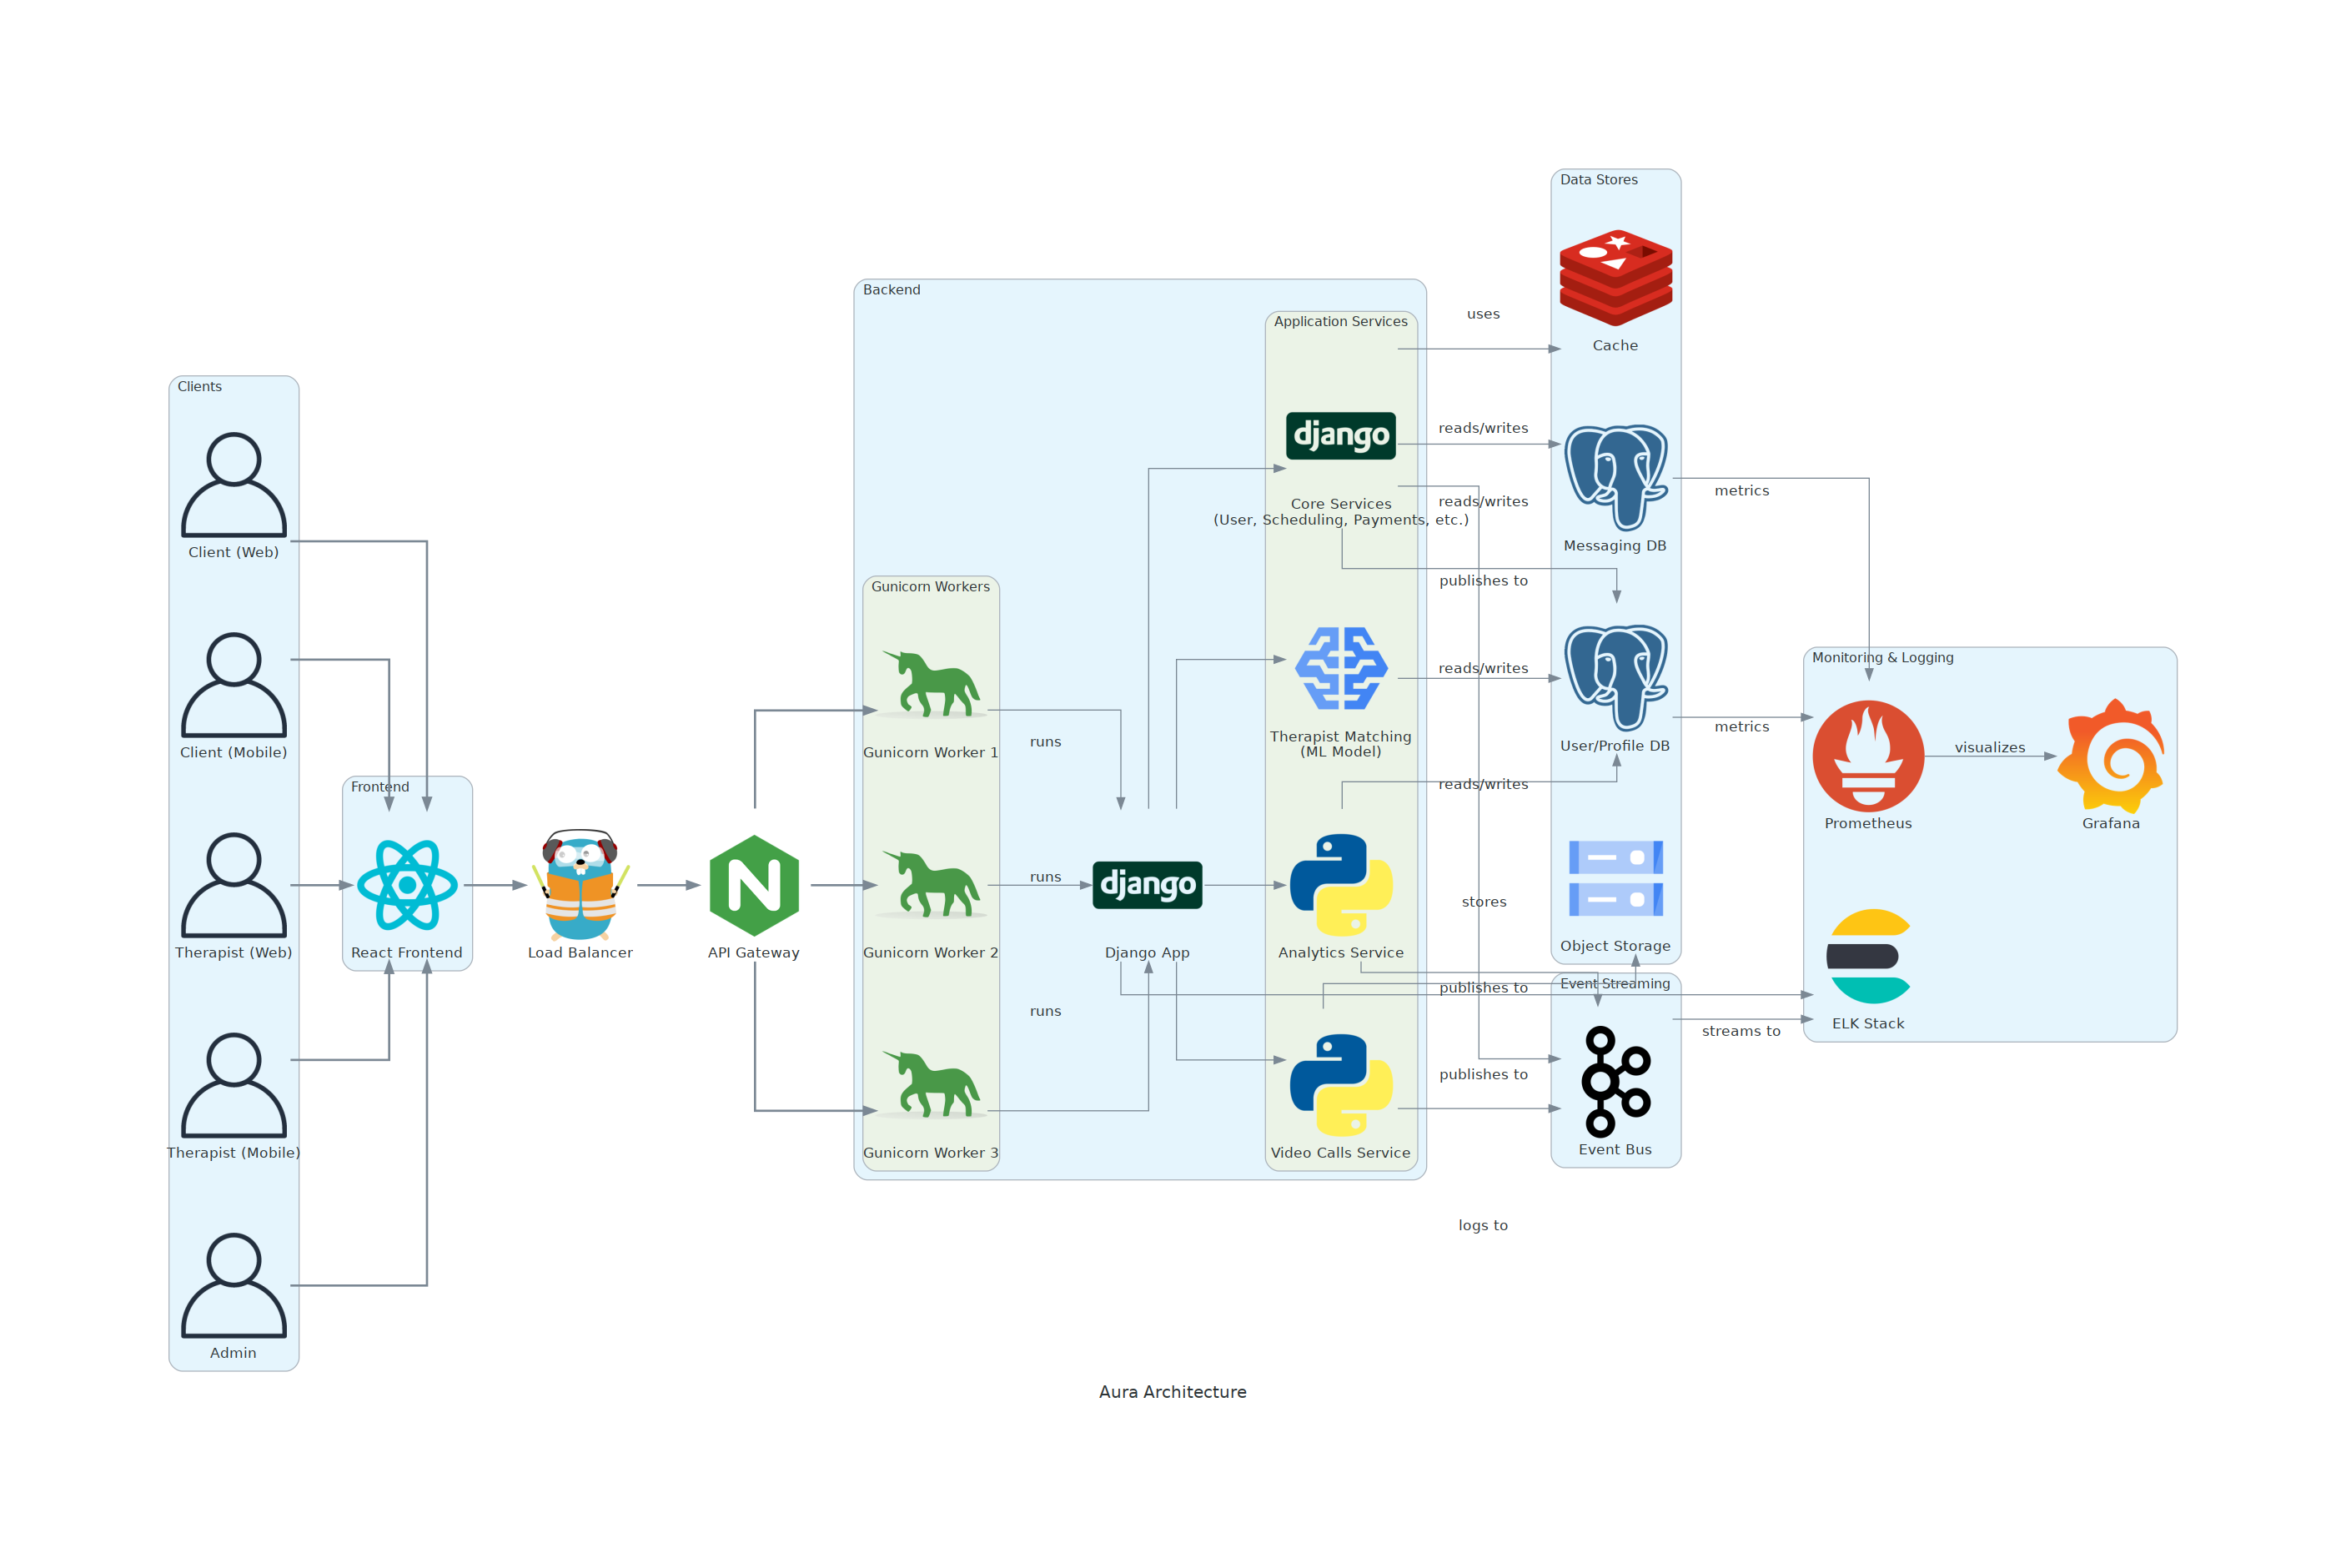 Clients
Client (Web)
Client (Mobile)
Therapist (Web)
Therapist (Mobile)
Admin
Frontend
React Frontend
Load Balancer
API Gateway
Backend
Gunicorn Workers
Gunicorn Worker 1
Gunicorn Worker 2
Gunicorn Worker 3
runs
runs
runs
django
Django App
Application Services
django
Core Services
(User, Scheduling, Payments, etc.)
Therapist Matching
(ML Model)
Analytics Service
Video Calls Service
uses
reads/writes
reads/writes
publishes to
reads/writes
reads/writes
stores
publishes to
publishes to
logs to
Data Stores
Cache
Messaging DB
User/Profile DB
Object Storage
Event Streaming
Event Bus
metrics
metrics
streams to
Monitoring & Logging
Prometheus
visualizes
Grafana
ELK Stack
Aura Architecture